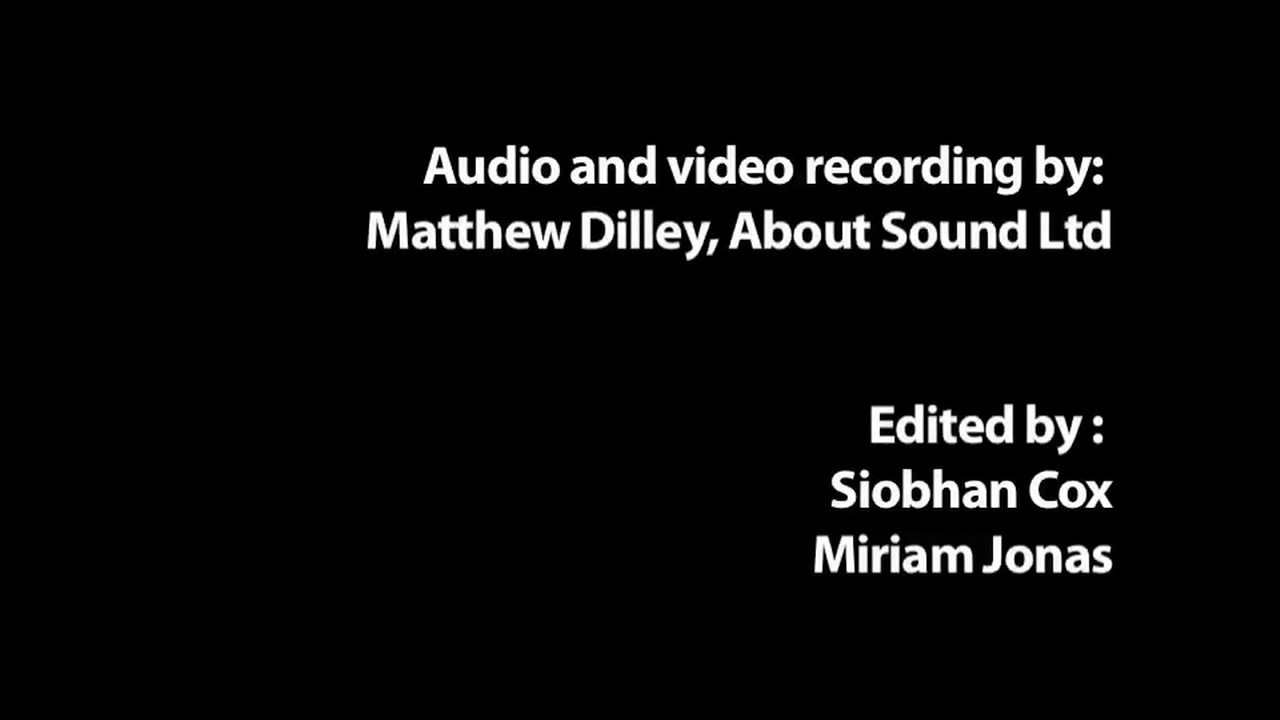 Audio and video recording by:
Matthew Dilley, About Sound Ltd
Edited by :
Siobhan Cox
Miriam Jonas